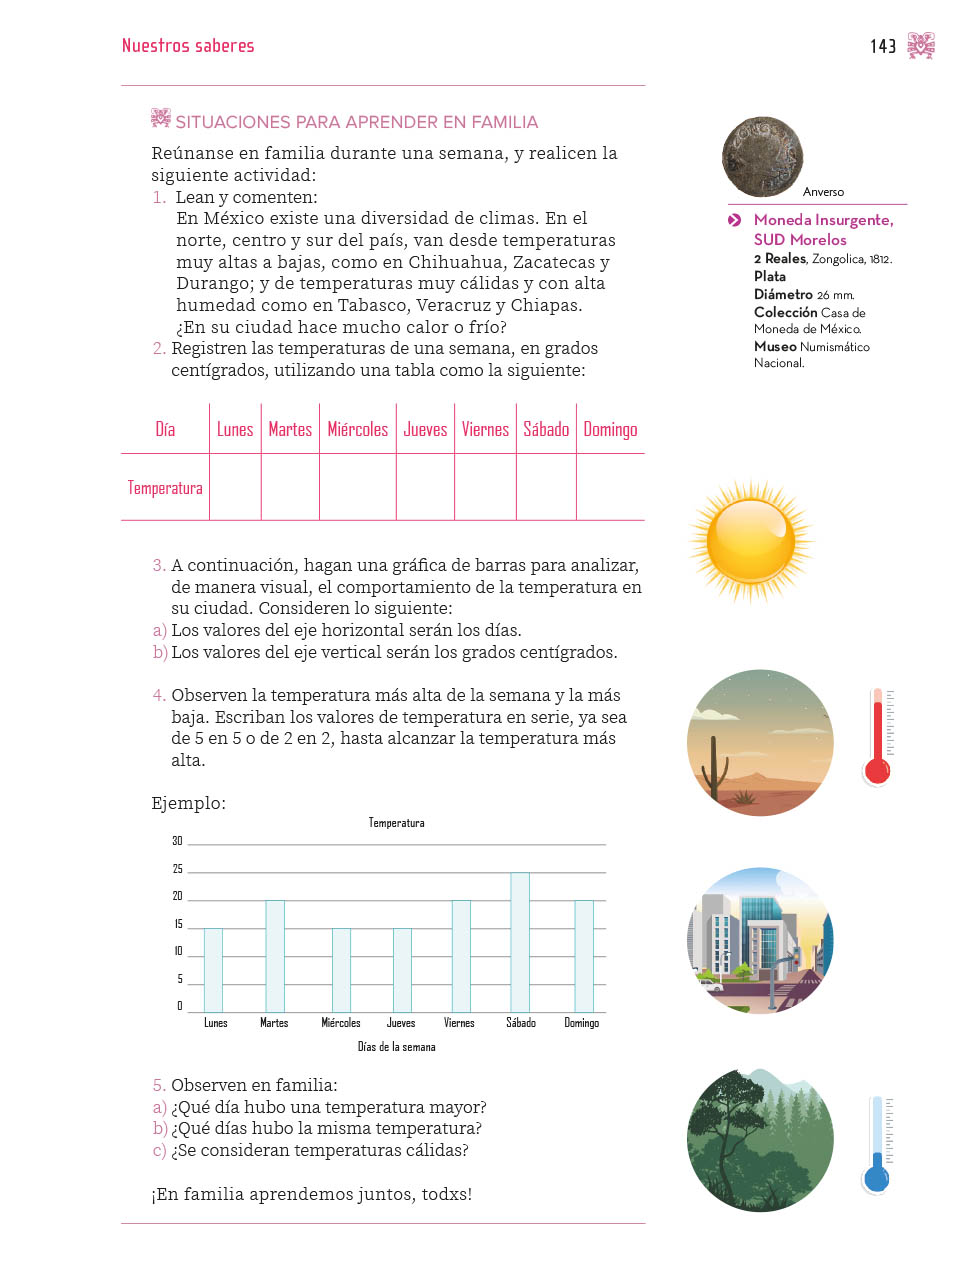 Nuestros saberes
143
SITUACIONES PARA APRENDER EN FAMILIA
Reúnanse en familia durante una semana, y realicen la
siguiente actividad:
1. Lean y comenten:
En México existe una diversidad de climas. En el
norte, centro y sur del país, van desde temperaturas
muy altas a bajas, como en Chihuahua, Zacatecas y
Durango; y de temperaturas muy cálidas y con alta
humedad como en Tabasco, Veracruz y Chiapas.
¿En su ciudad hace mucho calor o frío?
2. Registren las temperaturas de una semana, en grados
centígrados, utilizando una tabla como la siguiente:
Día Lunes Martes Miércoles Jueves Viernes Sábado Domingo
Temperatura
3. A continuación, hagan una gráfica de barras para analizar,
de manera visual, el comportamiento de la temperatura en
su ciudad. Consideren lo siguiente:
a) Los valores del eje horizontal serán los días.
b) Los valores del eje vertical serán los grados centígrados.
4. Observen la temperatura más alta de la semana y la más
baja. Escriban los valores de temperatura en serie, ya sea
de 5 en 5 o de 2 en 2, hasta alcanzar la temperatura más
alta.
Ejemplo:
Temperatura
30
25
20
15
10
5
0
Lunes Martes Miércoles Jueves Viernes Sábado Domingo
Días de la semana
5. Observen en familia:
a) ¿Qué día hubo una temperatura mayor?
b) ¿Qué días hubo la misma temperatura?
c) ¿Se consideran temperaturas cálidas?
¡En familia aprendemos juntos, todxs!
Anverso
Moneda Insurgente,
SUD Morelos
2 Reales, Zongolica, 1812.
Plata
Diámetro 26 mm.
Colección Casa de
Moneda de México.
Museo Numismático
Nacional.